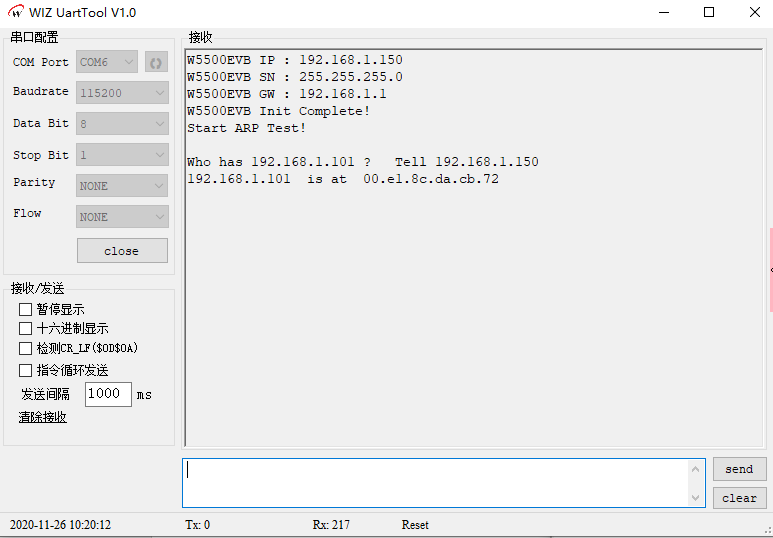 WIZ UartTool V1.0
串口配置
COM Port COM6
Baudrate 115200
Data Bit 8
Stop Bit 1
Parity NONE
Flow NONE
close
接收/发送
暂停显示
十六进制显示
检测CR_LF($0D$0A)
指令循环发送
发送间隔 1000 ms
清除接收
接收
W5500EVB IP : 192.168.1.150
W5500EVB SN : 255.255.255.0
W5500EVB GW : 192.168.1.1
W5500EVB Init Complete!
Start ARP Test!
Who has 192.168.1.101 ? Tell 192.168.1.150
192.168.1.101 is at 00.e1.8c.da.cb.72
send
clear
2020-11-26 10:20:12 Tx: 0 Rx: 217 Reset